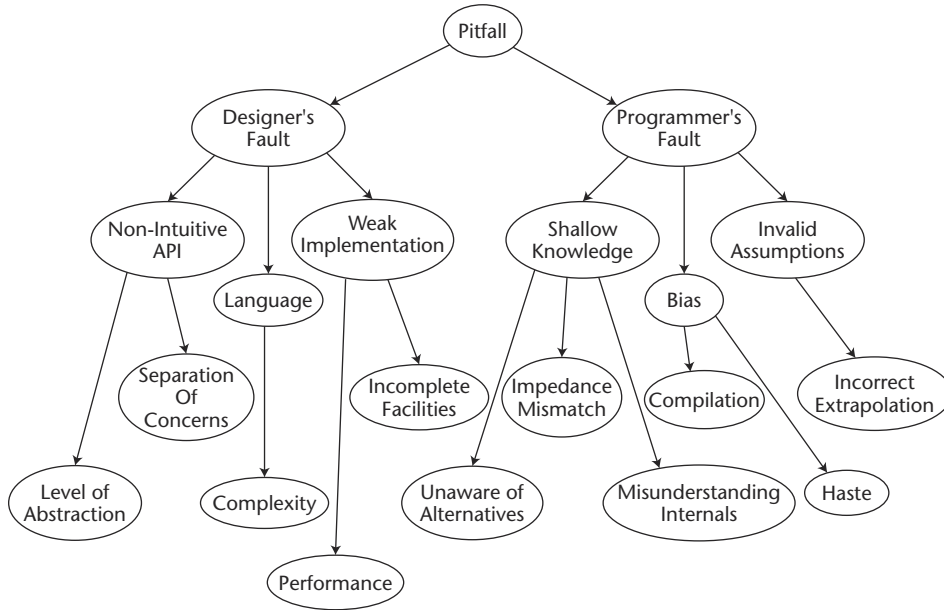 Pitfall
Designer's
Fault
Programmer's
Fault
Non-Intuitive
API
Weak
Implementation
Shallow
Knowledge
Invalid
Assumptions
Language
Bias
Separation
Of
Concerns
Incomplete
Facilities
Impedance
Mismatch
Compilation
Incorrect
Extrapolation
Level of
Abstraction
Complexity
Unaware of
Alternatives
Misunderstanding
Internals
Haste
Performance